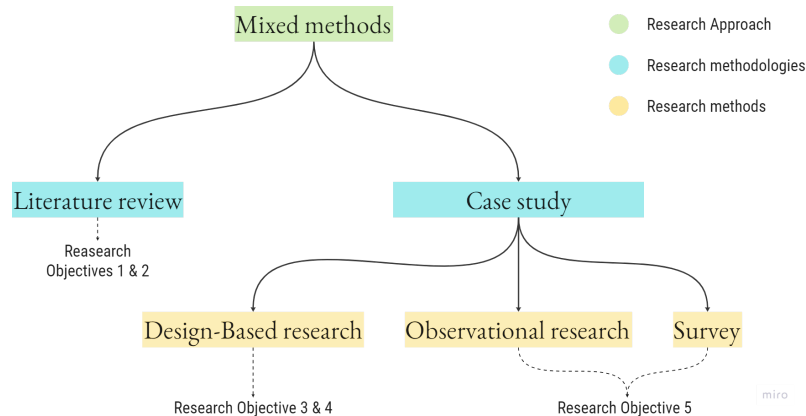 Mixed methods
Research Approach
Research methodologies
Research methods
Literature review
Case study
Reasearch
Objectives 1 & 2
Design-Based research
Observational research
Survey
Research Objective 3 & 4
Research Objective 5
miro